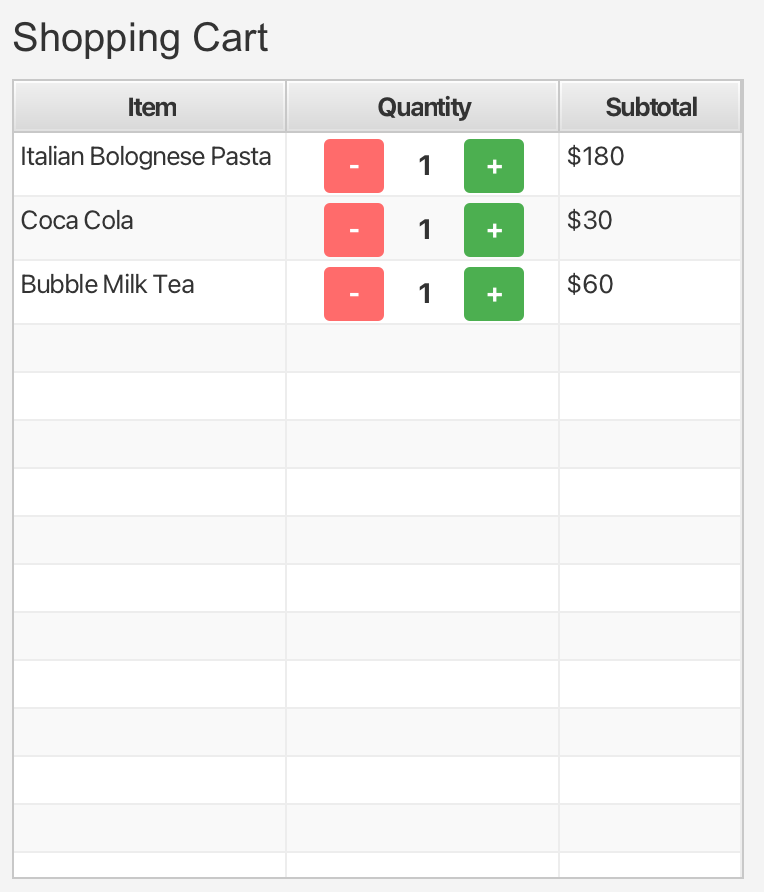 Shopping Cart
Item Quantity Subtotal
Italian Bolognese Pasta - 1 + $180
Coca Cola - 1 + $30
Bubble Milk Tea - 1 + $60